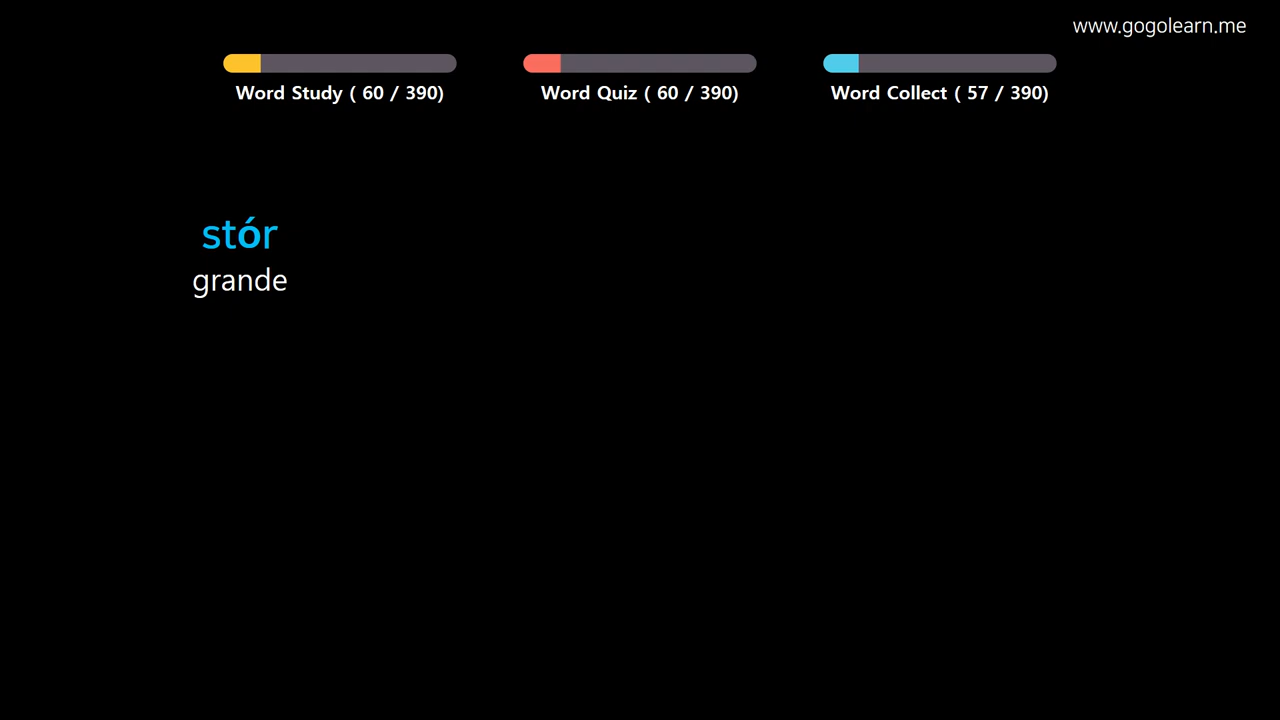 www.gogolearn.me
Word Study ( 60 / 390)
Word Quiz ( 60 / 390)
Word Collect ( 57 / 390)
stór
grande